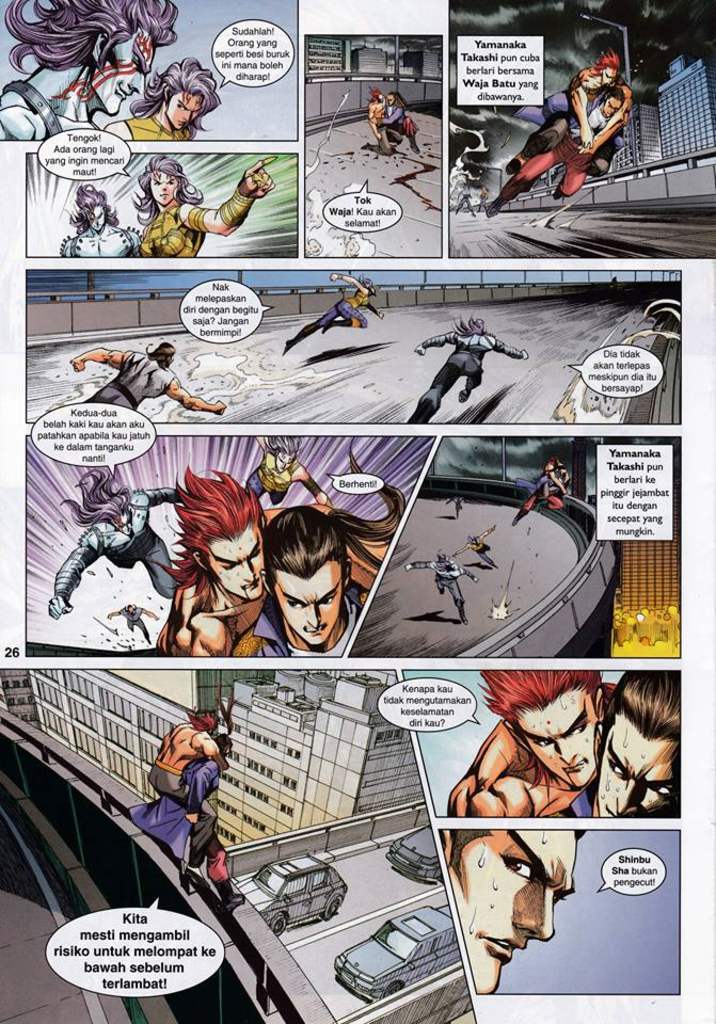 Sudahlah!
Orang yang
seperti besi buruk
ini mana boleh
diharap!
Tengok!
Ada orang lagi
yang ingin mencari
maut!
Tok
Waja! Kau akan
selamat!
Yamanaka
Takashi pun cuba
berlari bersama
Waja Batu yang
dibawanya.
Nak
melepaskan
diri dengan begitu
saja? Jangan
bermimpi!
Dia tidak
akan terlepas
meskipun dia itu
bersayap!
Kedua-dua
belah kaki kau akan aku
patahkan apabila kau jatuh
ke dalam tanganku
nanti!
Berhenti!
Yamanaka
Takashi pun
berlari ke
pinggir jejambat
itu dengan
secepat yang
mungkin.
26
Kita
mesti mengambil
risiko untuk melompat ke
bawah sebelum
terlambat!
Kenapa kau
tidak mengutamakan
keselamatan
diri kau?
Shinbu
Sha bukan
pengecut!